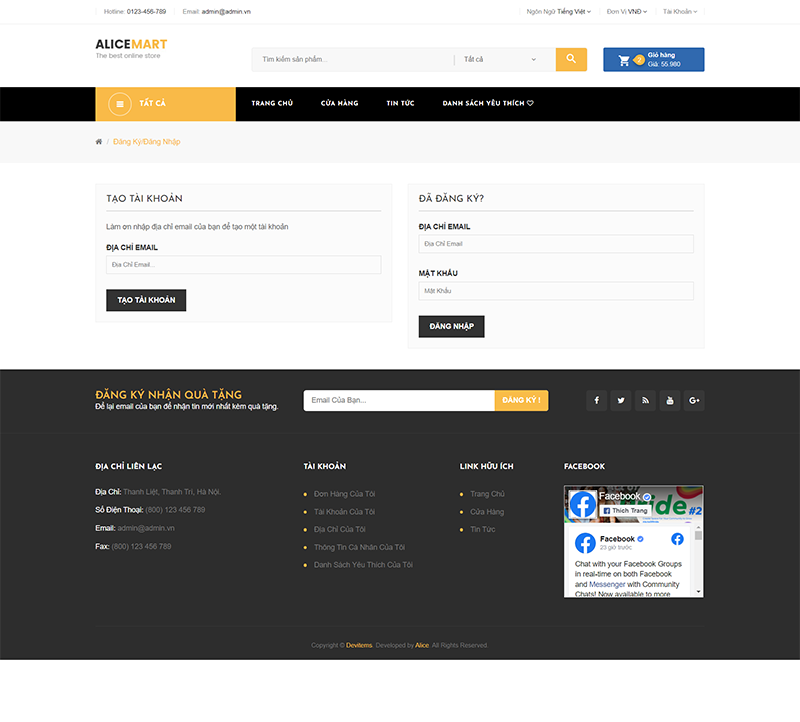 Hotline: 0123-456-789 Email: admin@admin.vn Ngôn Ngữ Tiếng Việt Đơn Vị VNĐ Tài Khoản
ALICEMART
The best online store
Tìm kiếm sản phẩm... Tất cả
2 Giỏ hàng
Giá: 55.980
TẤT CẢ TRANG CHỦ CỬA HÀNG TIN TỨC DANH SÁCH YÊU THÍCH
/ Đăng Ký/Đăng Nhập
TẠO TÀI KHOẢN
Làm ơn nhập địa chỉ email của bạn để tạo một tài khoản
ĐỊA CHỈ EMAIL
Địa Chỉ Email...
TẠO TÀI KHOẢN
ĐÃ ĐĂNG KÝ?
ĐỊA CHỈ EMAIL
Địa Chỉ Email
MẬT KHẨU
Mật Khẩu
ĐĂNG NHẬP
ĐĂNG KÝ NHẬN QUÀ TẶNG
Để lại email của bạn để nhận tin mới nhất kèm quà tặng.
Email Của Bạn... ĐĂNG KÝ !
ĐỊA CHỈ LIÊN LẠC
Địa Chỉ: Thanh Liệt, Thanh Trì, Hà Nội.
Số Điện Thoại: (800) 123 456 789
Email: admin@admin.vn
Fax: (800) 123 456 789
TÀI KHOẢN
Đơn Hàng Của Tôi
Tài Khoản Của Tôi
Địa Chỉ Của Tôi
Thông Tin Cá Nhân Của Tôi
Danh Sách Yêu Thích Của Tôi
LINK HỮU ÍCH
Trang Chủ
Cửa Hàng
Tin Tức
FACEBOOK
Facebook
Thích Trang
#2
Facebook
23 giờ trước
Chat with your Facebook Groups
in real-time on both Facebook
and Messenger with Community
Chats! Now available to more
Copyright © Devitems. Developed by Alice. All Rights Reserved.